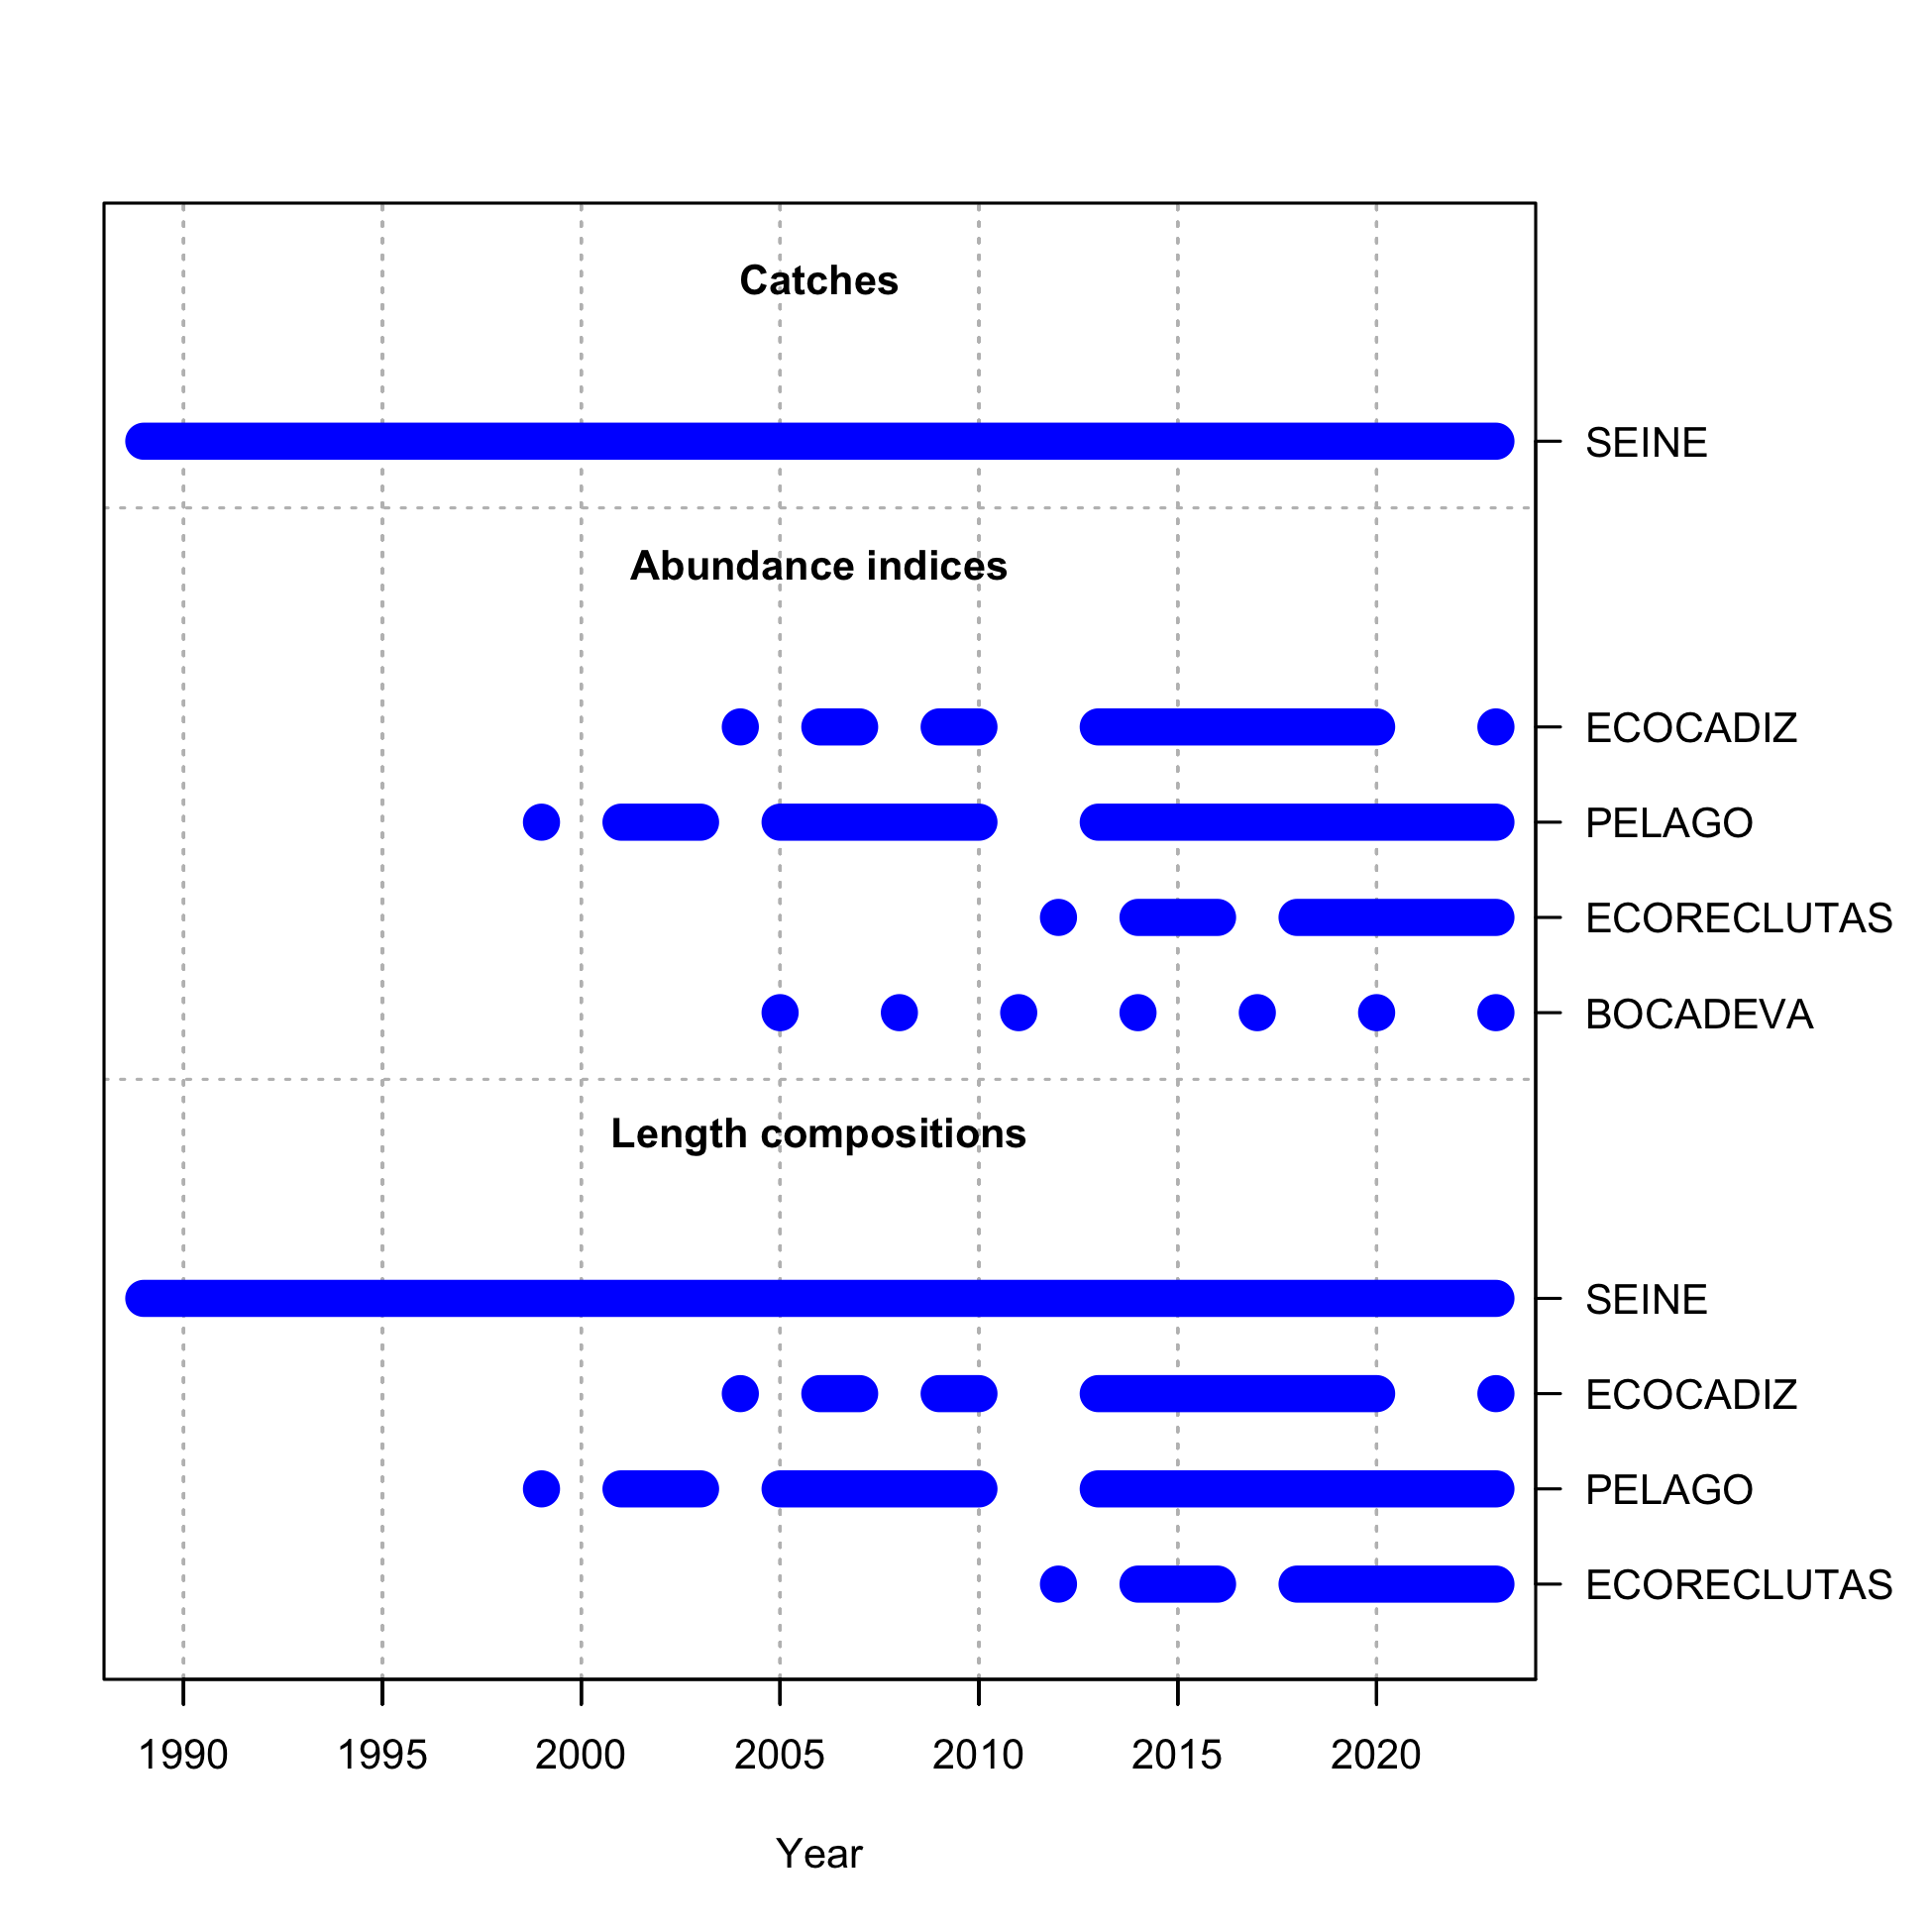 Catches
SEINE
Abundance indices
ECOCADIZ
PELAGO
ECORECLUTAS
BOCADEVA
Length compositions
SEINE
ECOCADIZ
PELAGO
ECORECLUTAS
1990 1995 2000 2005 2010 2015 2020
Year